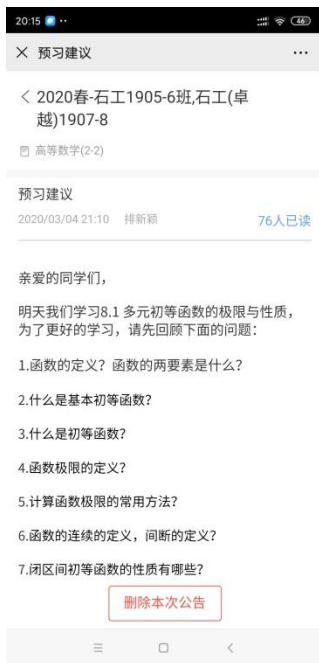 20:15
46
预习建议
2020春-石工1905-6班,石工(卓
越)1907-8
高等数学(2-2)
预习建议
2020/03/04 21:10 排新颖 76人已读
亲爱的同学们，
明天我们学习8.1 多元初等函数的极限与性质，
为了更好的学习，请先回顾下面的问题：
1.函数的定义？函数的两要素是什么？
2.什么是基本初等函数？
3.什么是初等函数？
4.函数极限的定义？
5.计算函数极限的常用方法？
6.函数的连续的定义，间断的定义？
7.闭区间初等函数的性质有哪些？
删除本次公告